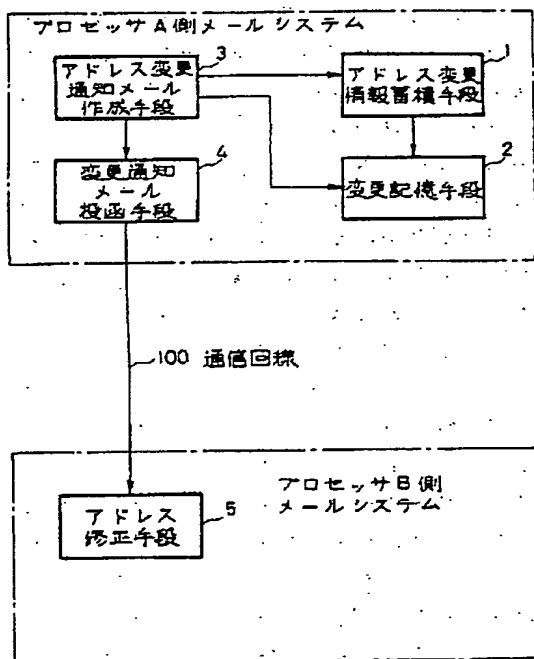 プロセッサA側メールシステム
3
アドレス変更
通知メール
作成手段
1
アドレス変更
情報蓄積手段
4
変更通知
メール
投函手段
2
変更記憶手段
100 通信回線
プロセッサB側
メールシステム
アドレス
修正手段
5